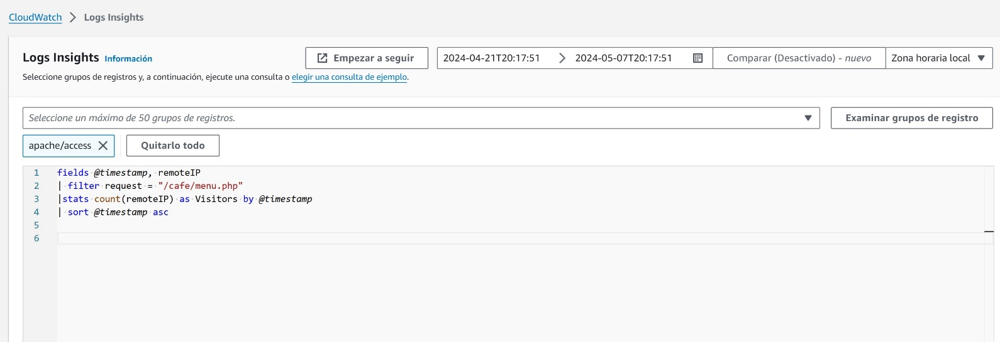 CloudWatch > Logs Insights
Logs Insights Información
Empezar a seguir
2024-04-21T20:17:51 > 2024-05-07T20:17:51
Comparar (Desactivado) - nuevo
Zona horaria local
Seleccione grupos de registros y, a continuación, ejecute una consulta o elegir una consulta de ejemplo.
Seleccione un máximo de 50 grupos de registros.
Examinar grupos de registro
apache/access
Quitarlo todo
1 fields @timestamp, remoteIP
2 | filter request = "/cafe/menu.php"
3 |stats count(remoteIP) as Visitors by @timestamp
4 | sort @timestamp asc
5
6